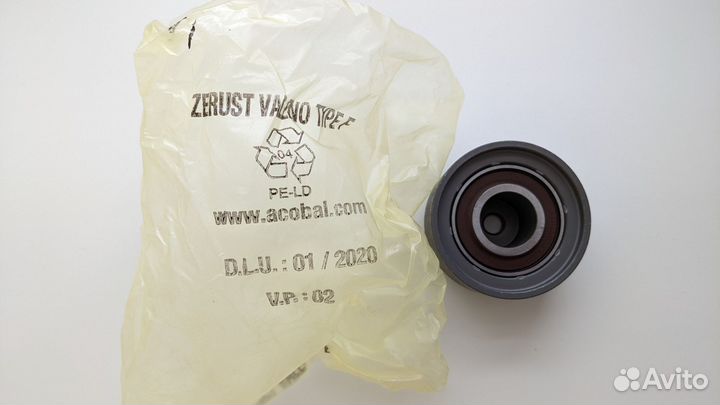 ZERUST VALNO TYPE F
04
PE-LD
www.acobal.com
D.L.U. : 01 / 2020
V.P. : 02
Avito